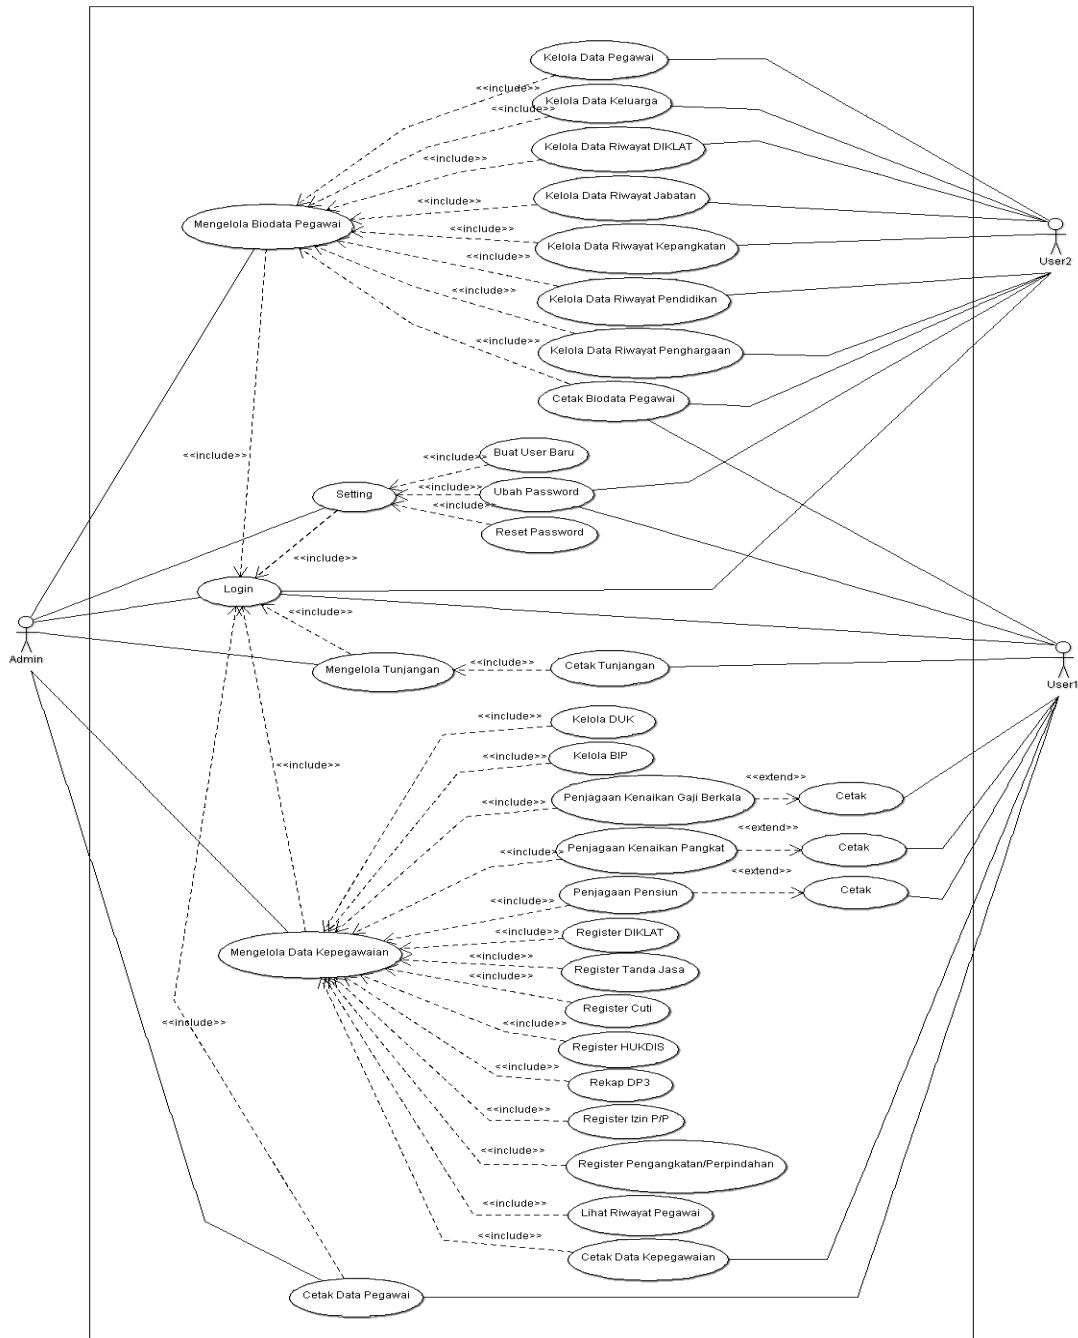 Kelola Data Pegawai
<<include>>
Kelola Data Keluarga
<<include>>
Kelola Data Riwayat DIKLAT
<<include>>
Kelola Data Riwayat Jabatan
<<include>>
Mengelola Biodata Pegawai
<<include>>
Kelola Data Riwayat Kepangkatan
<<include>>
User2
Kelola Data Riwayat Pendidikan
<<include>>
<<include>>
Kelola Data Riwayat Penghargaan
Cetak Biodata Pegawai
<<include>>
Buat User Baru
<<include>>
Setting
<<include>>
Ubah Password
<<include>>
Reset Password
<<include>>
Login
<<include>>
Admin
Mengelola Tunjangan
<<include>>
Cetak Tunjangan
User1
<<include>>
Kelola DUK
<<include>>
Kelola BIP
<<include>>
<<include>>
Penjagaan Kenaikan Gaji Berkala
<<extend>>
Cetak
<<include>>
Penjagaan Kenaikan Pangkat
<<extend>>
Cetak
<<include>>
Penjagaan Pensiun
<<extend>>
Cetak
<<include>>
Register DIKLAT
Mengelola Data Kepegawaian
<<include>>
Register Tanda Jasa
<<include>>
Register Cuti
<<include>>
<<include>>
Register HUKDIS
<<include>>
Rekap DP3
<<include>>
Register Izin P/P
<<include>>
Register Pengangkatan/Perpindahan
<<include>>
Lihat Riwayat Pegawai
<<include>>
Cetak Data Kepegawaian
Cetak Data Pegawai